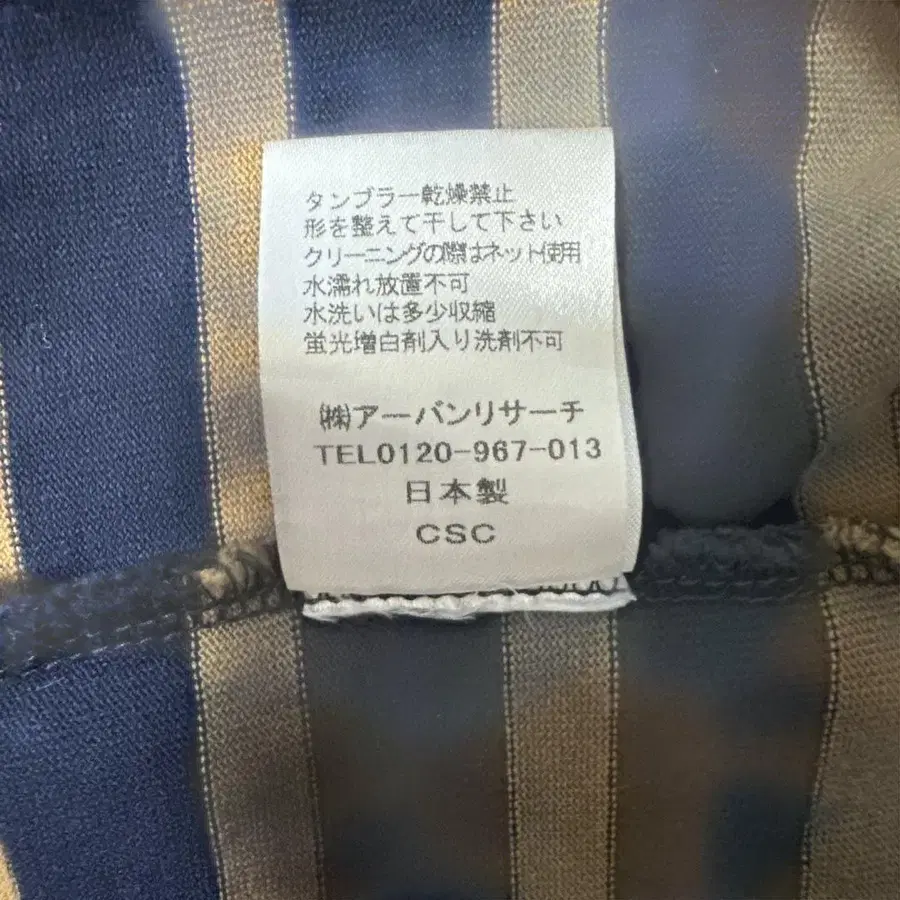 タンブラー乾燥禁止
形を整えて干して下さい
クリーニングの際はネット使用
水濡れ放置不可
水洗いは多少収縮
蛍光増白剤入り洗剤不可
㈱アーバンリサーチ
TEL0120-967-013
日本製
CSC